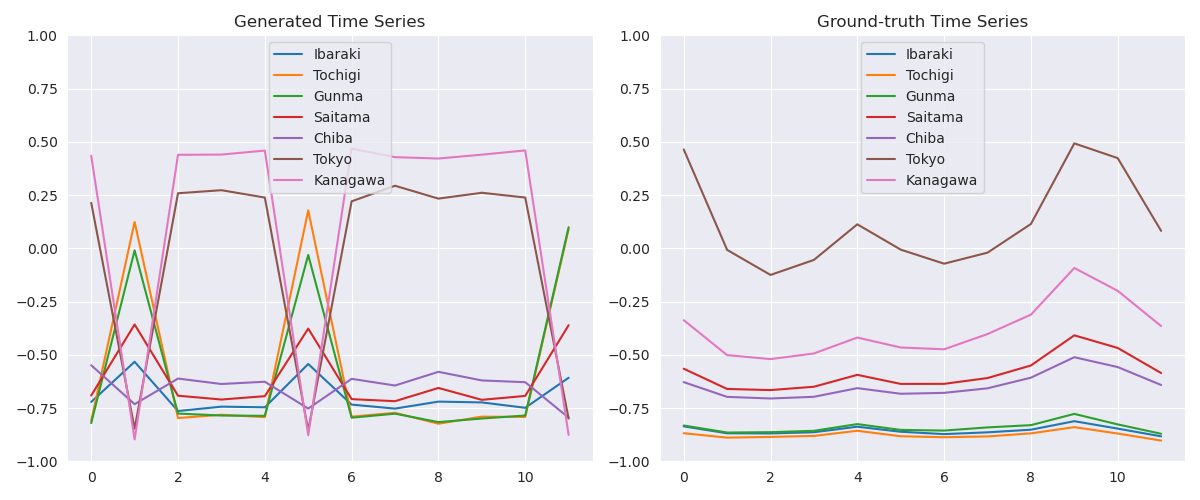 Generated Time Series
1.00
0.75
0.50
0.25
0.00
−0.25
−0.50
−0.75
−1.00
0 2 4 6 8 10
Ibaraki
Tochigi
Gunma
Saitama
Chiba
Tokyo
Kanagawa
Ground-truth Time Series
1.00
0.75
0.50
0.25
0.00
−0.25
−0.50
−0.75
−1.00
0 2 4 6 8 10
Ibaraki
Tochigi
Gunma
Saitama
Chiba
Tokyo
Kanagawa